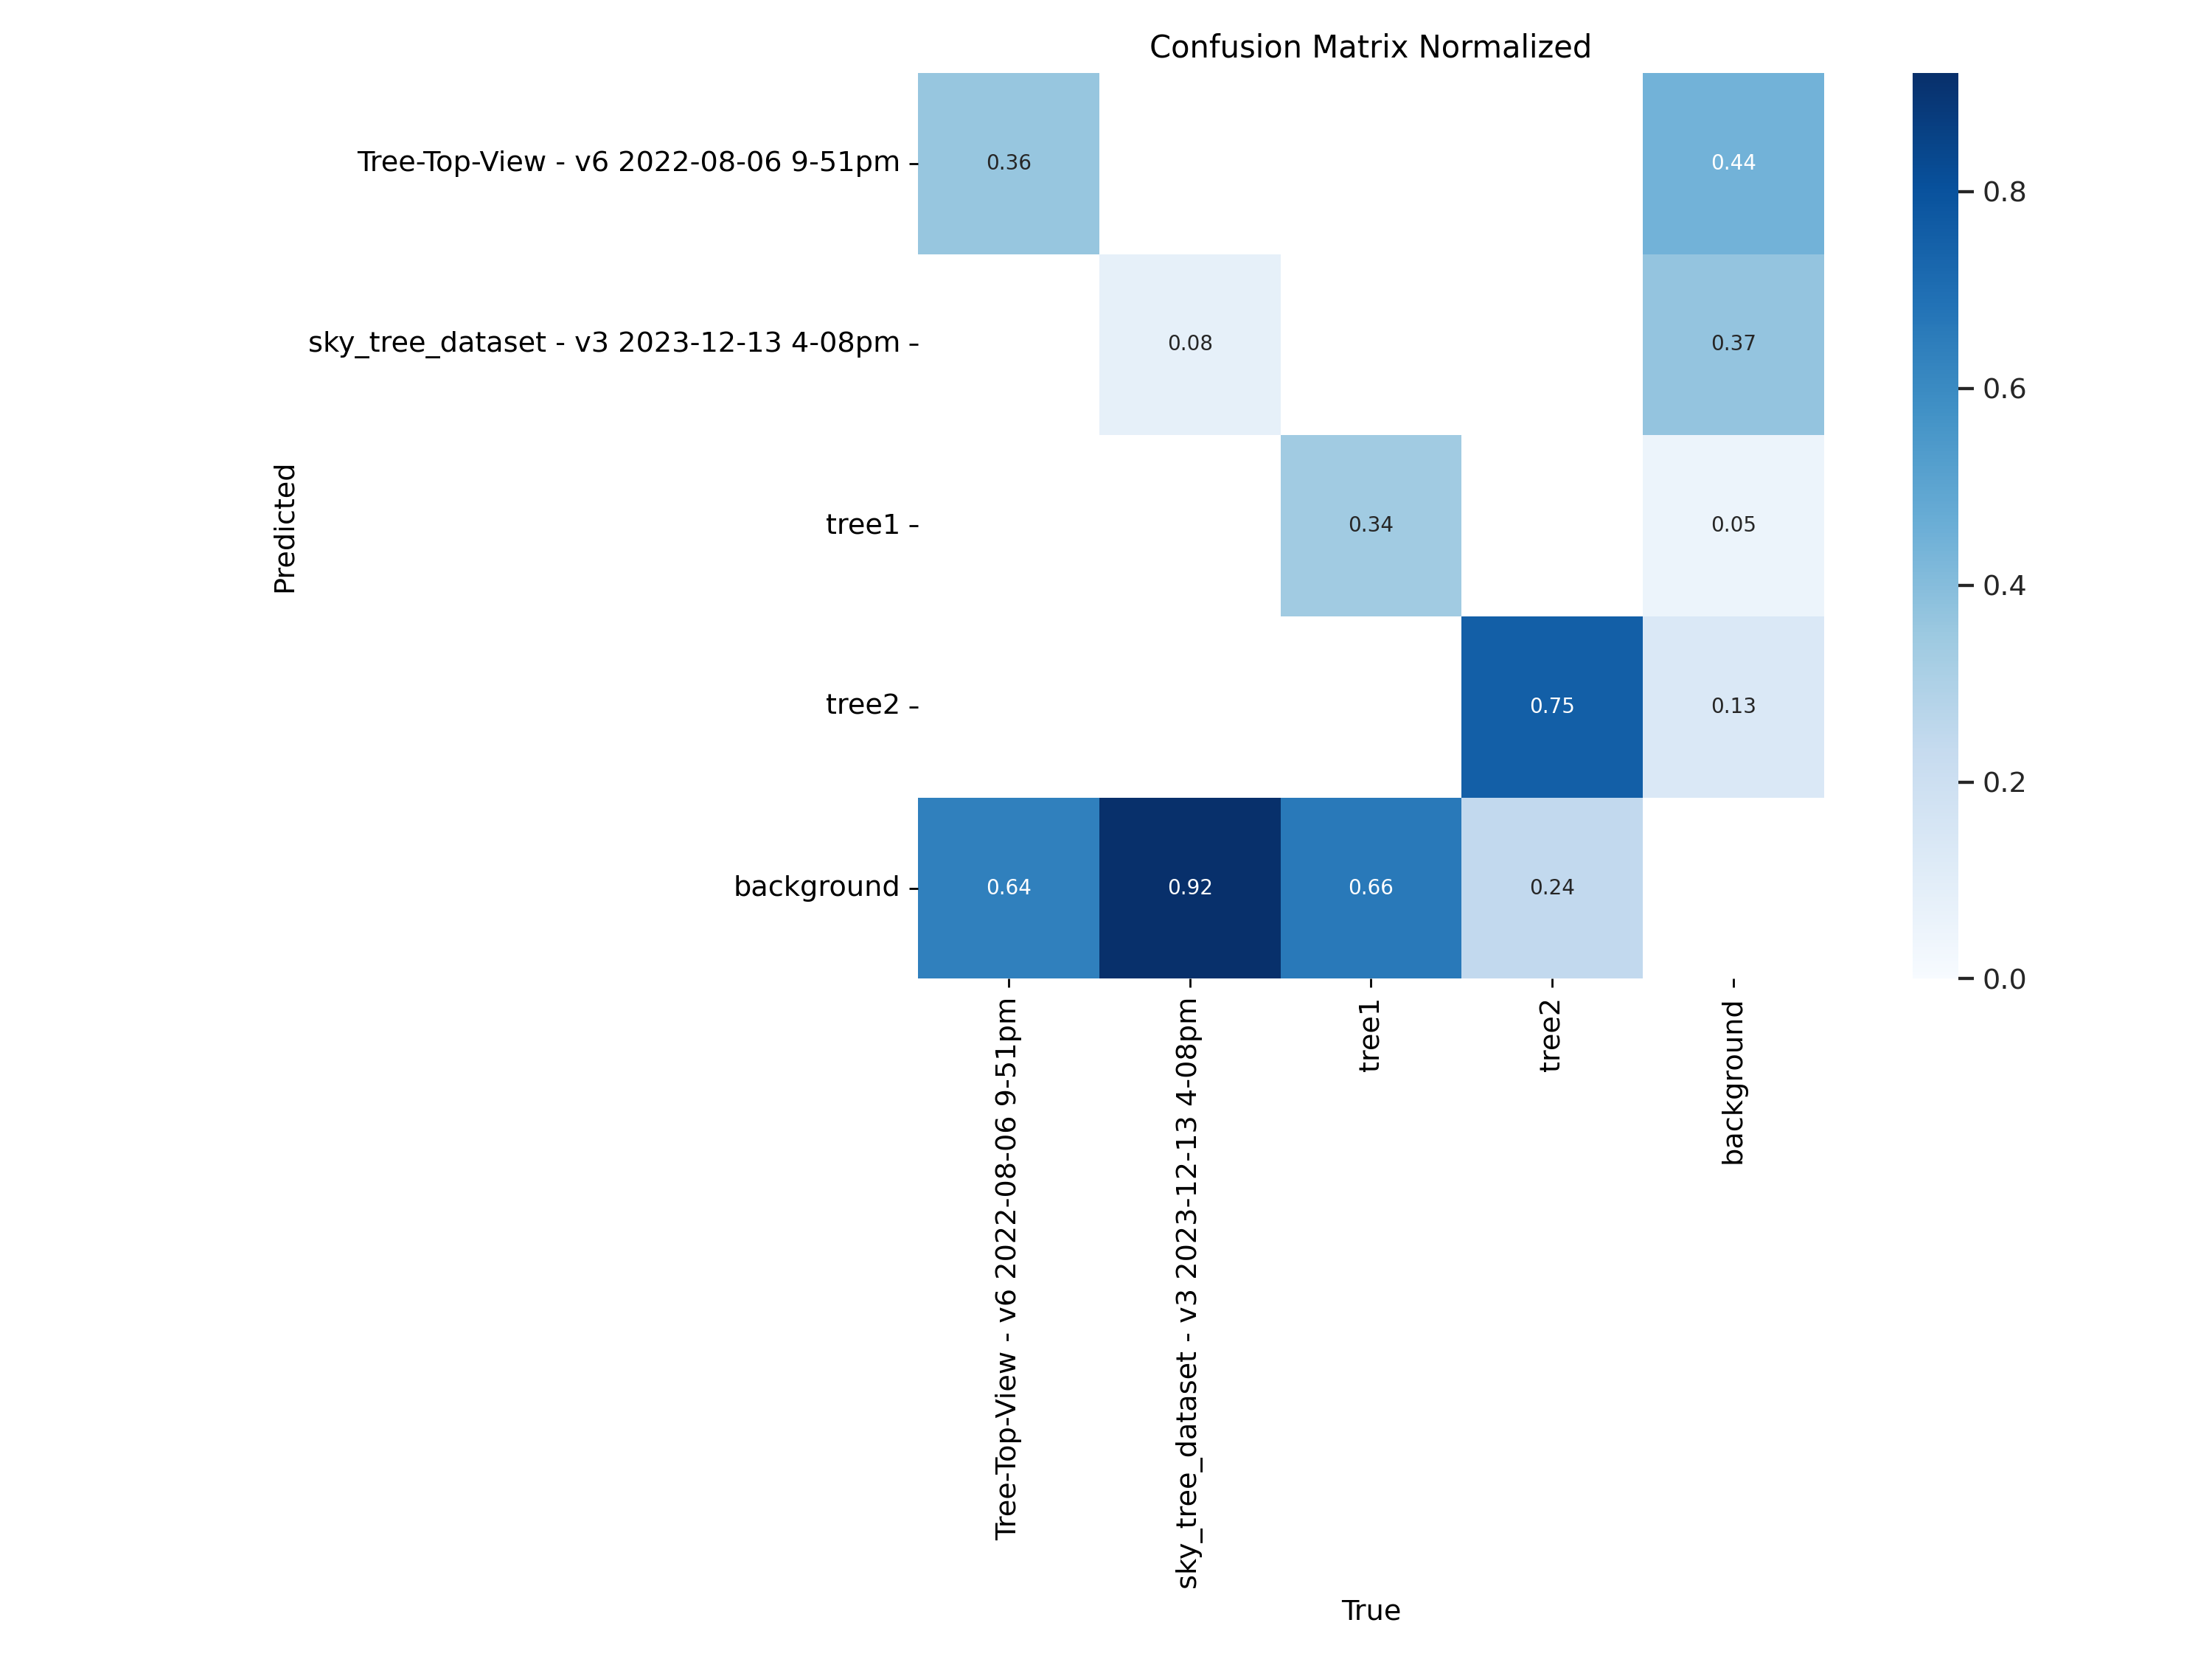 Confusion Matrix Normalized
Tree-Top-View - v6 2022-08-06 9-51pm
0.36
0.44
0.8
sky_tree_dataset - v3 2023-12-13 4-08pm
0.08
0.37
0.6
Predicted
tree1
0.34
0.05
0.4
tree2
0.75
0.13
0.2
background
0.64
0.92
0.66
0.24
0.0
Tree-Top-View - v6 2022-08-06 9-51pm
sky_tree_dataset - v3 2023-12-13 4-08pm
tree1
tree2
background
True